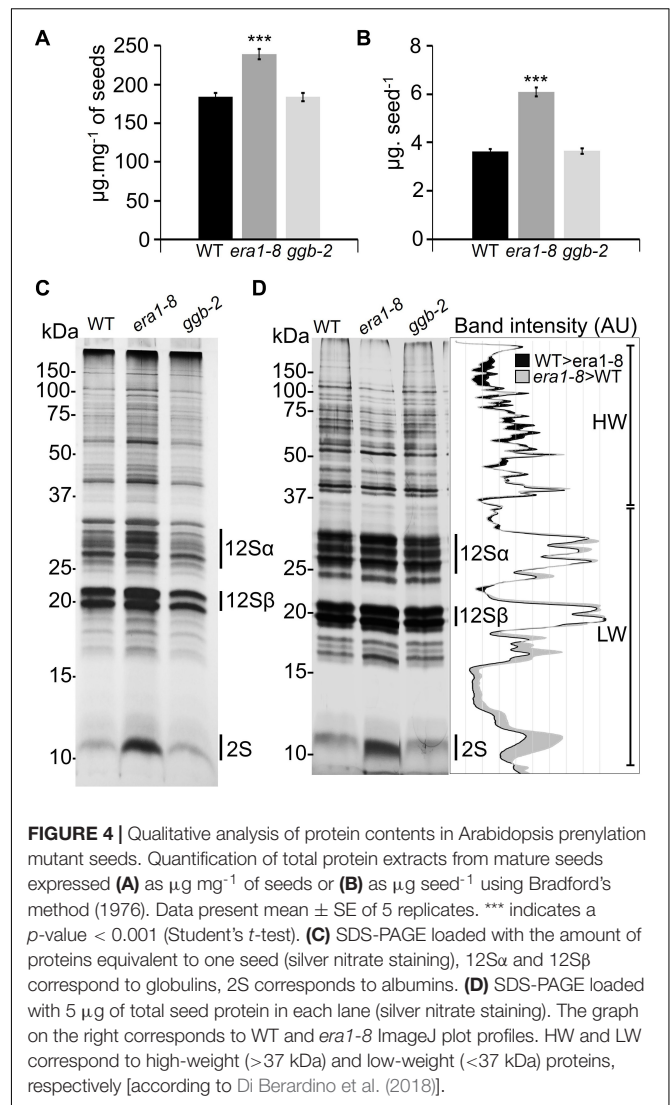 A
B
250
200
150
100
50
0
µg.mg-1 of seeds
***
WT era1-8 ggb-2
8
6
4
2
0
µg. seed-1
***
WT era1-8 ggb-2
C
D
WT era1-8 ggb-2
kDa
150-
100-
75-
50-
37-
25-
20-
15-
10-
12Sα
12Sβ
2S
WT era1-8 ggb-2
kDa
150-
100-
75-
50-
37-
25-
20-
15-
10-
12Sα
12Sβ
2S
Band intensity (AU)
WT>era1-8
era1-8>WT
HW
LW
FIGURE 4 | Qualitative analysis of protein contents in Arabidopsis prenylation
mutant seeds. Quantification of total protein extracts from mature seeds
expressed (A) as µg mg-1 of seeds or (B) as µg seed-1 using Bradford's
method (1976). Data present mean ± SE of 5 replicates. *** indicates a
p-value < 0.001 (Student's t-test). (C) SDS-PAGE loaded with the amount of
proteins equivalent to one seed (silver nitrate staining), 12Sα and 12Sβ
correspond to globulins, 2S corresponds to albumins. (D) SDS-PAGE loaded
with 5 µg of total seed protein in each lane (silver nitrate staining). The graph
on the right corresponds to WT and era1-8 ImageJ plot profiles. HW and LW
correspond to high-weight (>37 kDa) and low-weight (<37 kDa) proteins,
respectively [according to Di Berardino et al. (2018)].